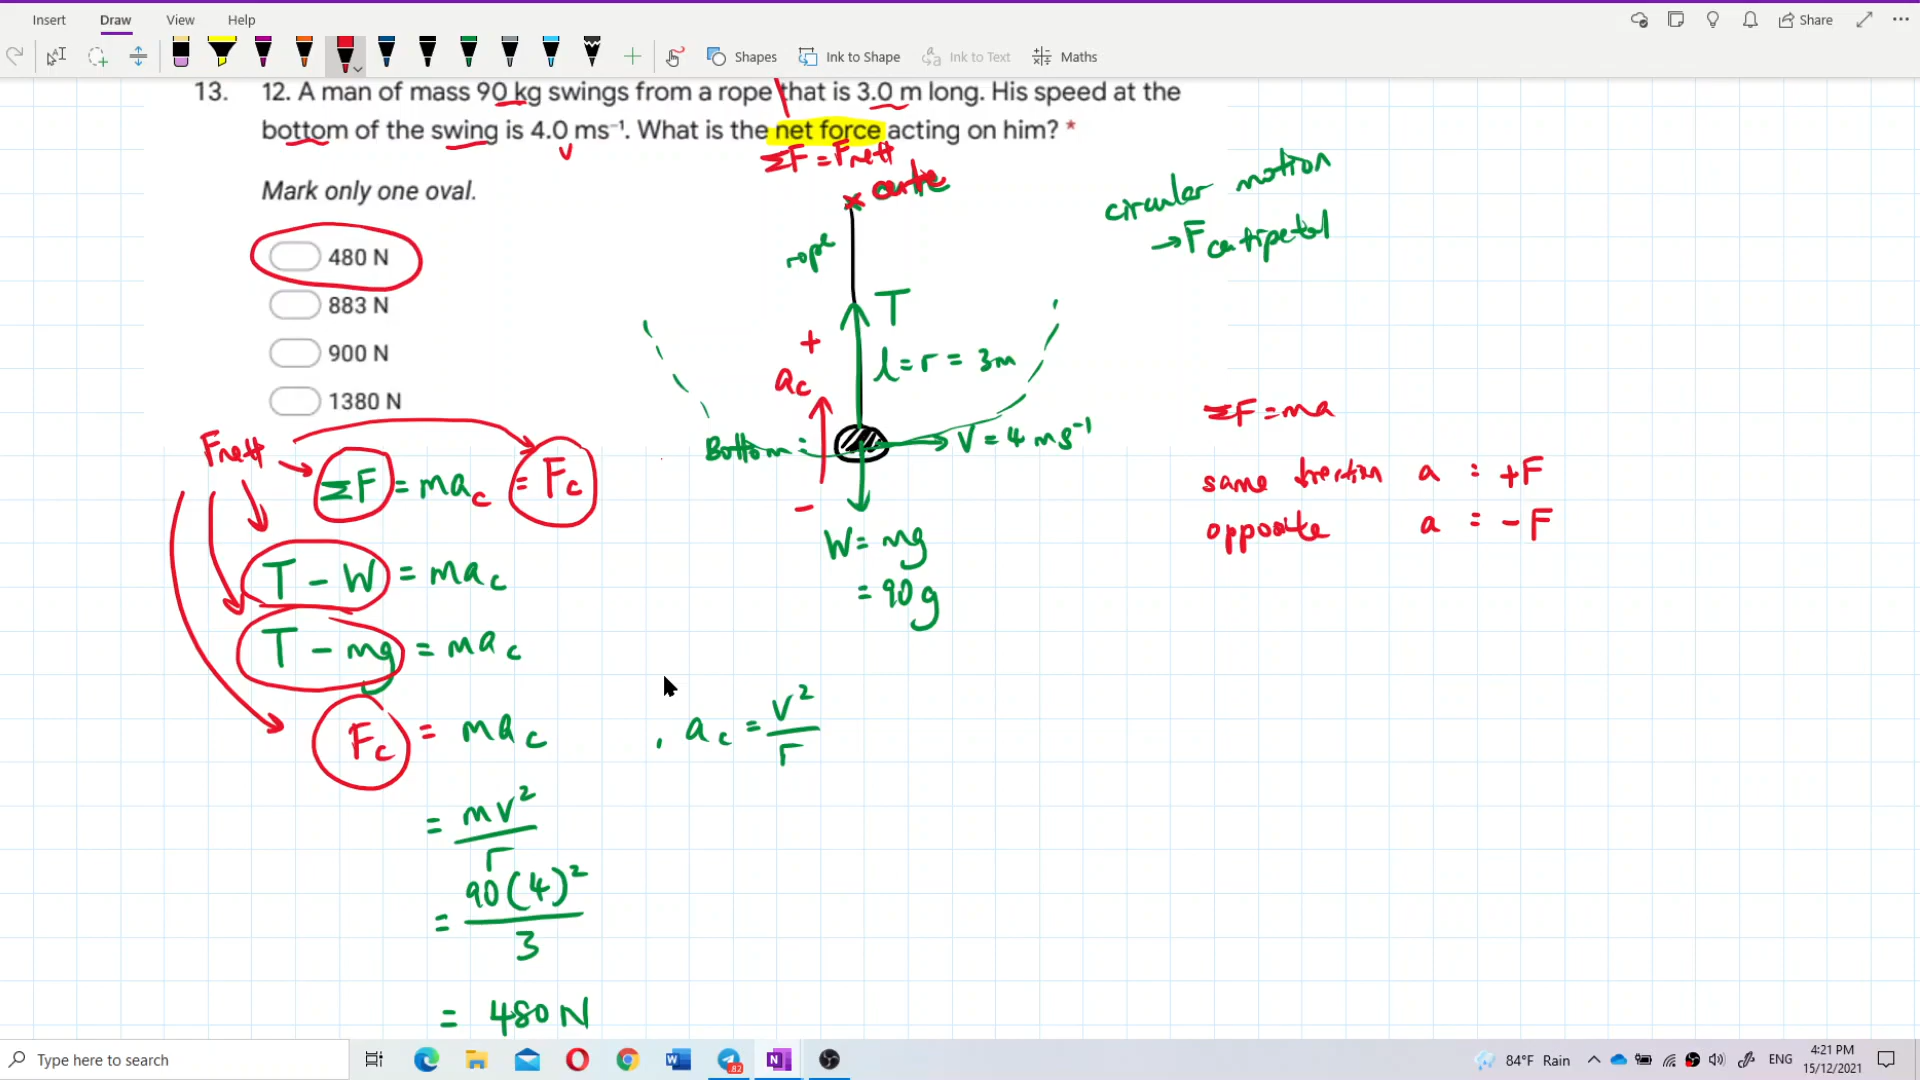 Insert Draw View Help
Share
Shapes Ink to Shape Ink to Text Maths
13. 12. A man of mass 90 kg swings from a rope that is 3.0 m long. His speed at the
bottom of the swing is 4.0 ms⁻¹. What is the net force acting on him? *
v
ΣF = Fnett
Mark only one oval.
480 N
883 N
900 N
1380 N
centre
rope
T
l = r = 3m
+
ac
Bottom :
v = 4 ms⁻¹
-
W = mg
= 90g
circular motion
→ F centripetal
ΣF = ma
same direction a : +F
opposite a : -F
Fnett
ΣF = mac = Fc
T - W = mac
T - mg = mac
Fc = mac , ac = v²/r
= mv²/r
= 90(4)²/3
= 480 N
Type here to search
82
84°F Rain
ENG
4:21 PM
15/12/2021